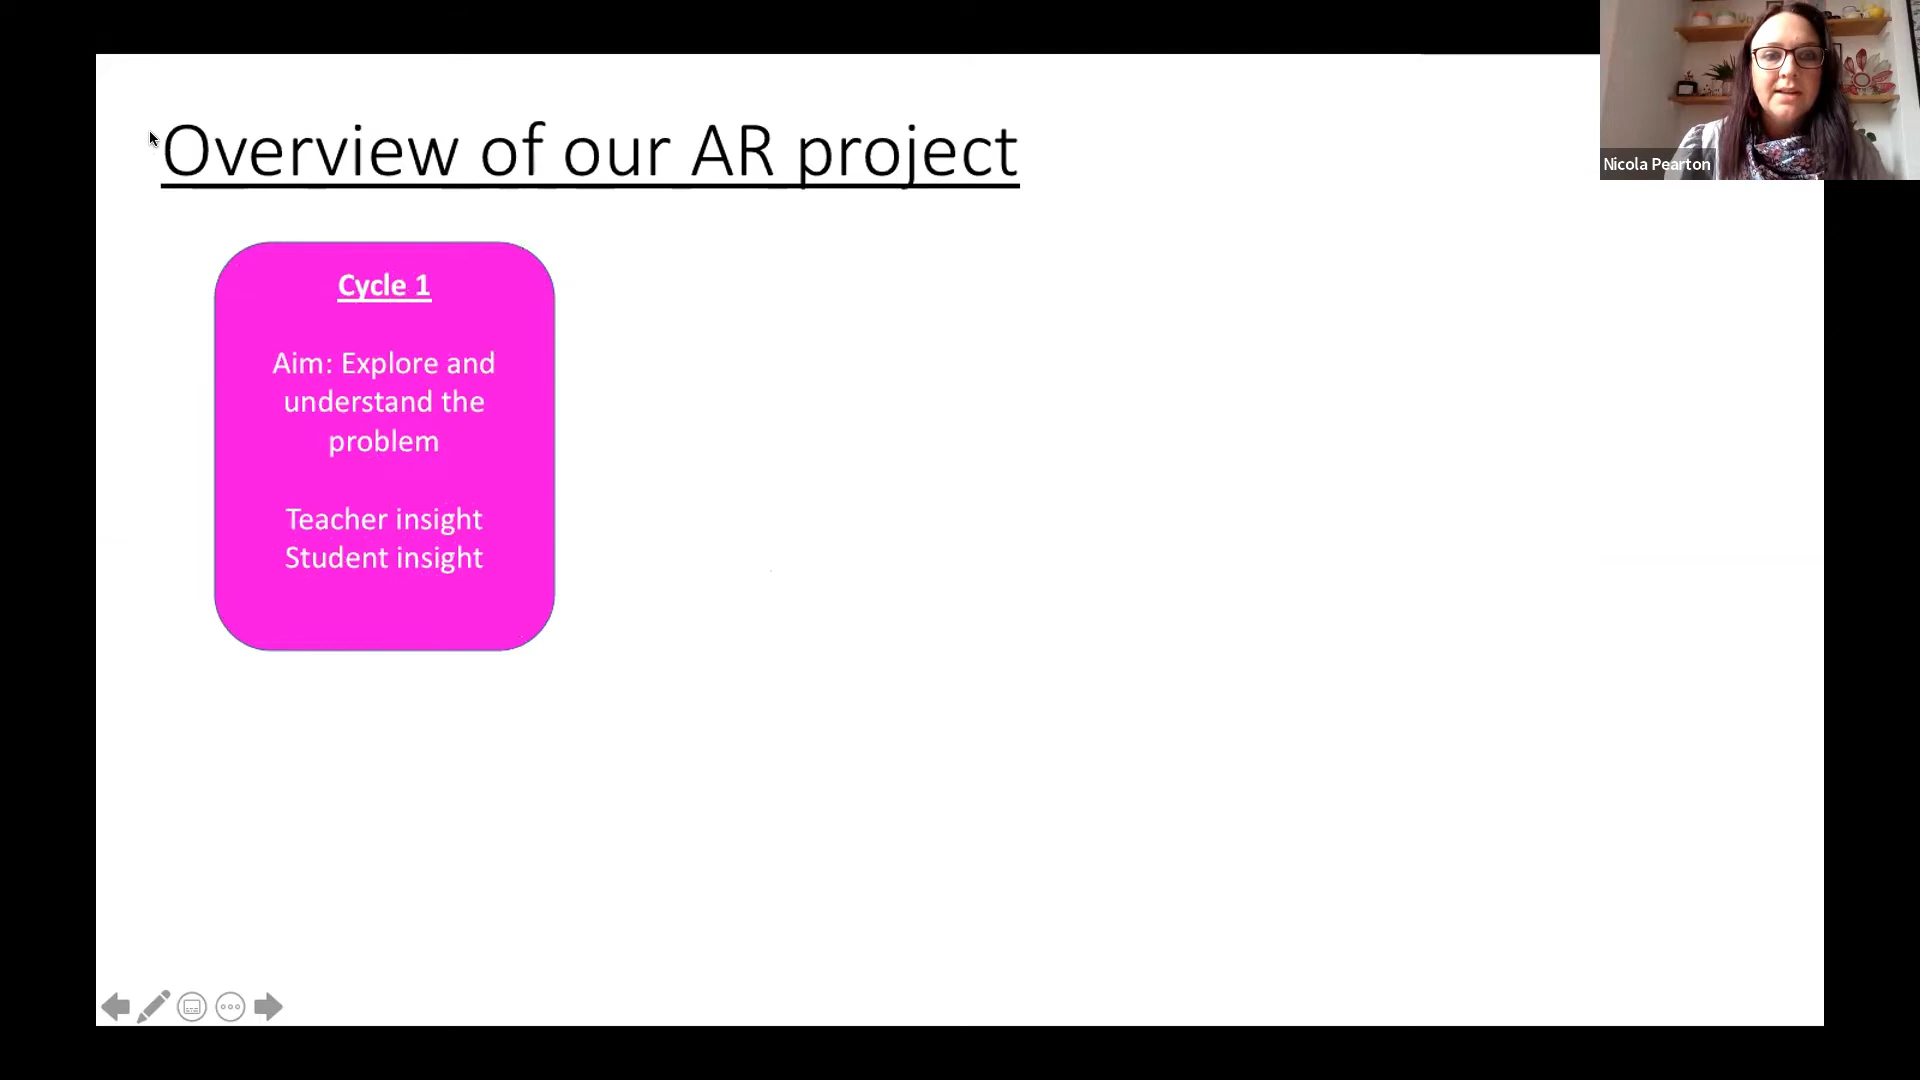 Overview of our AR project
Nicola Pearton
Cycle 1
Aim: Explore and
understand the
problem
Teacher insight
Student insight